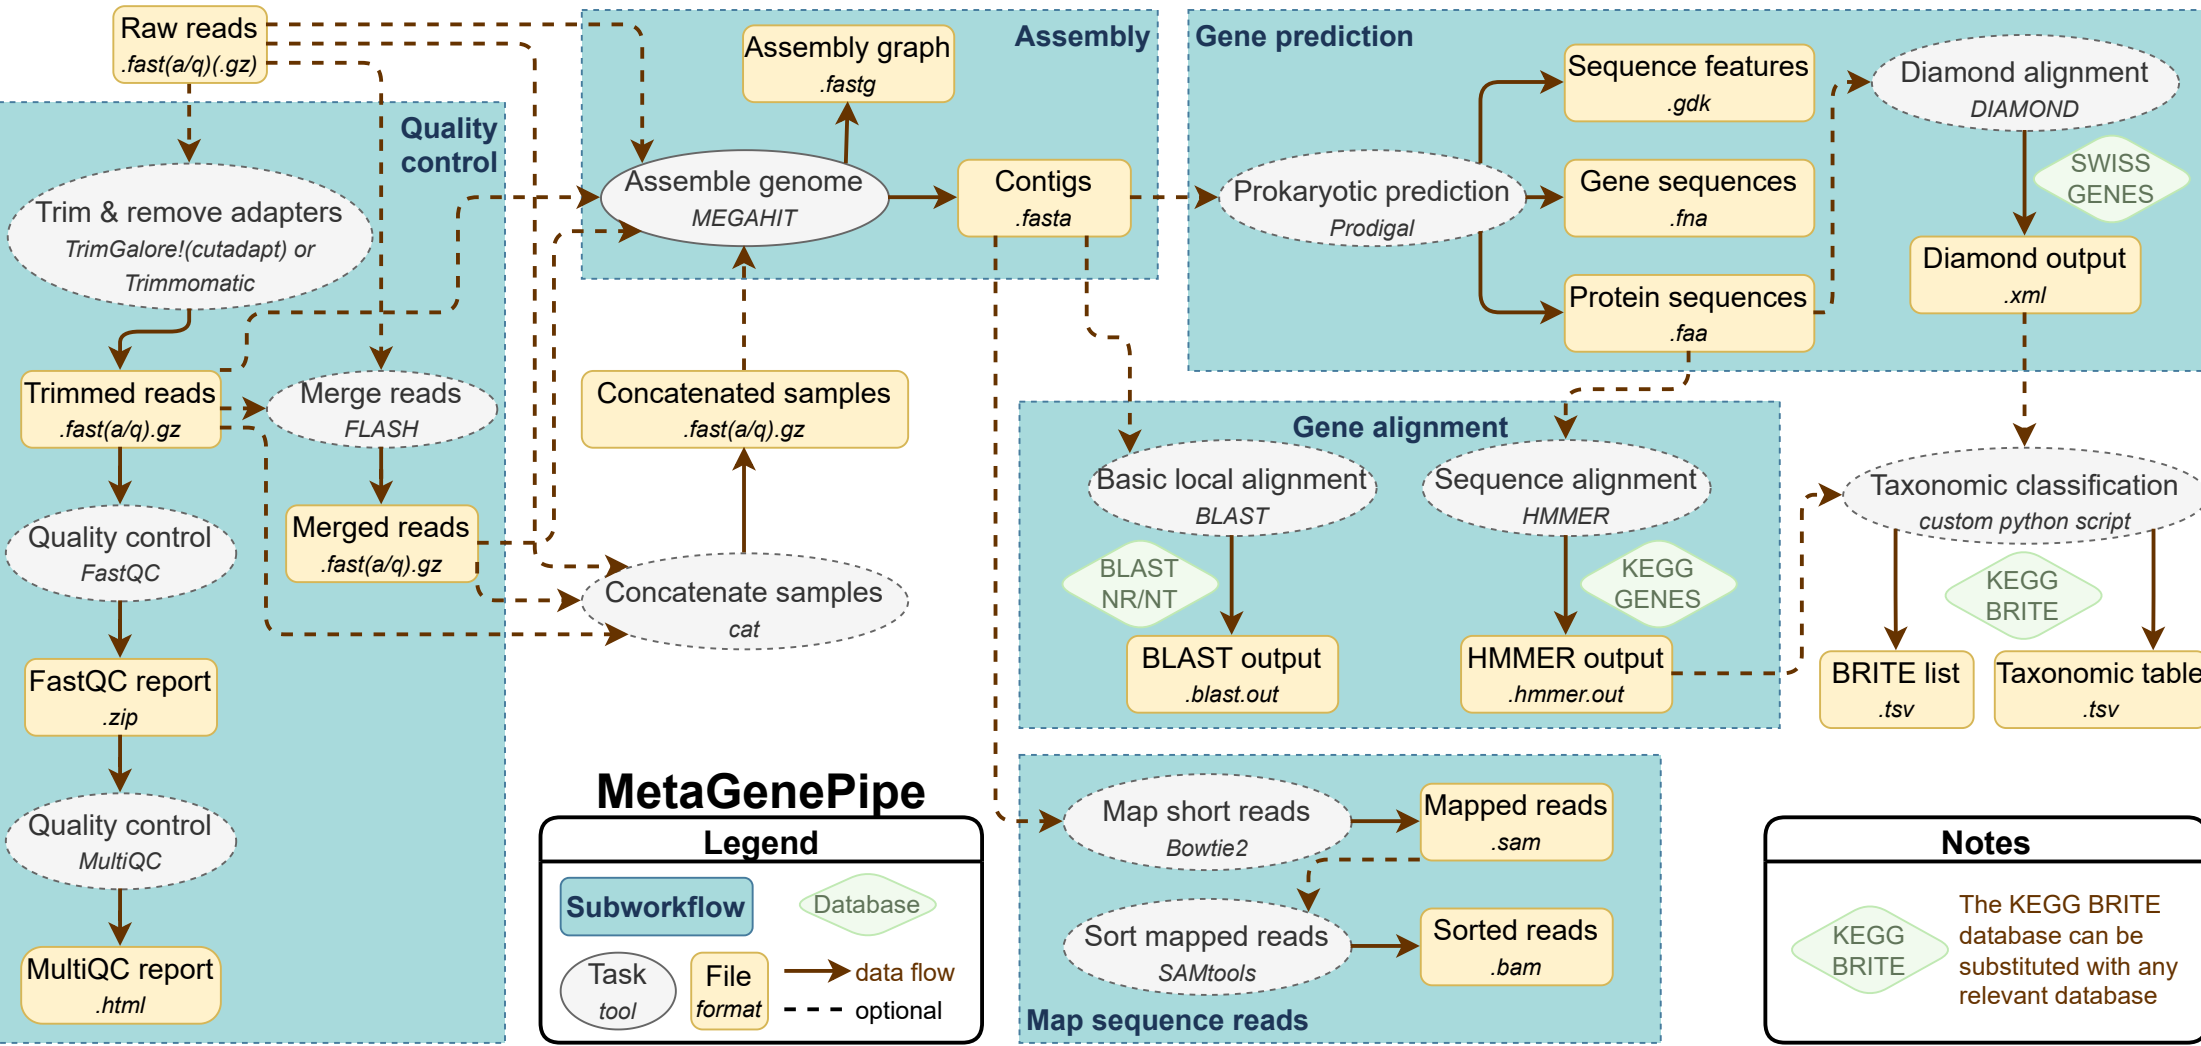 Raw reads
.fast(a/q)(.gz)
Quality
control
Trim & remove adapters
TrimGalore!(cutadapt) or
Trimmomatic
Trimmed reads
.fast(a/q).gz
Merge reads
FLASH
Quality control
FastQC
Merged reads
.fast(a/q).gz
FastQC report
.zip
Quality control
MultiQC
MultiQC report
.html
Assembly
Assembly graph
.fastg
Assemble genome
MEGAHIT
Contigs
.fasta
Concatenated samples
.fast(a/q).gz
Concatenate samples
cat
Gene prediction
Prokaryotic prediction
Prodigal
Sequence features
.gdk
Gene sequences
.fna
Protein sequences
.faa
Diamond alignment
DIAMOND
SWISS
GENES
Diamond output
.xml
Gene alignment
Basic local alignment
BLAST
BLAST
NR/NT
BLAST output
.blast.out
Sequence alignment
HMMER
KEGG
GENES
HMMER output
.hmmer.out
Taxonomic classification
custom python script
KEGG
BRITE
BRITE list
.tsv
Taxonomic table
.tsv
Map short reads
Bowtie2
Mapped reads
.sam
Sort mapped reads
SAMtools
Sorted reads
.bam
Map sequence reads
MetaGenePipe
Legend
Subworkflow
Database
Task
tool
File
format
data flow
optional
Notes
KEGG
BRITE
The KEGG BRITE
database can be
substituted with any
relevant database